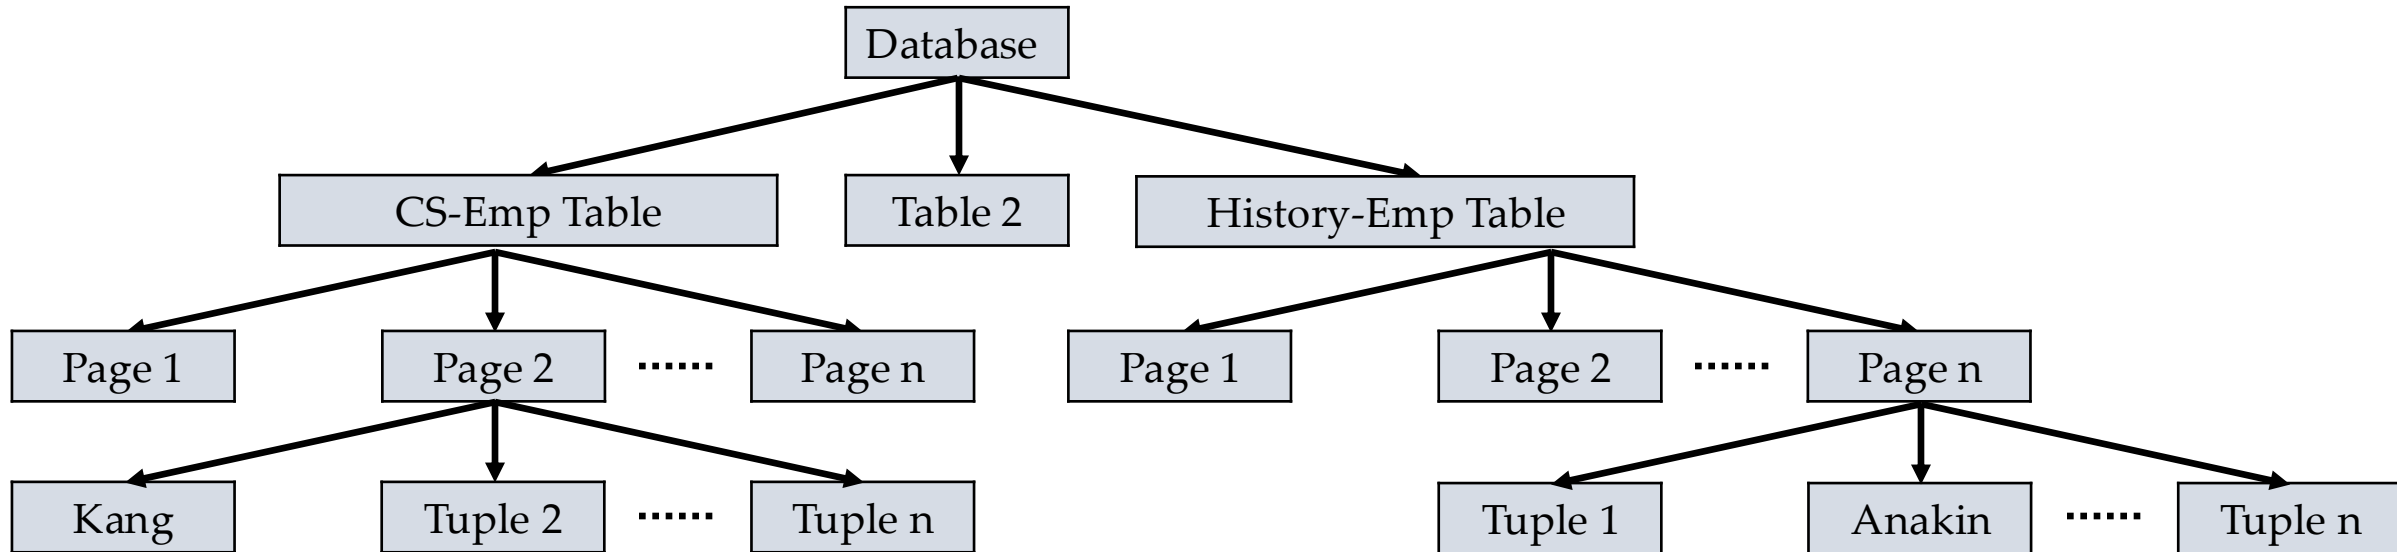 Database
CS-Emp Table
Table 2
History-Emp Table
Page 1
Page 2
......
Page n
Page 1
Page 2
......
Page n
Kang
Tuple 2
......
Tuple n
Tuple 1
Anakin
......
Tuple n